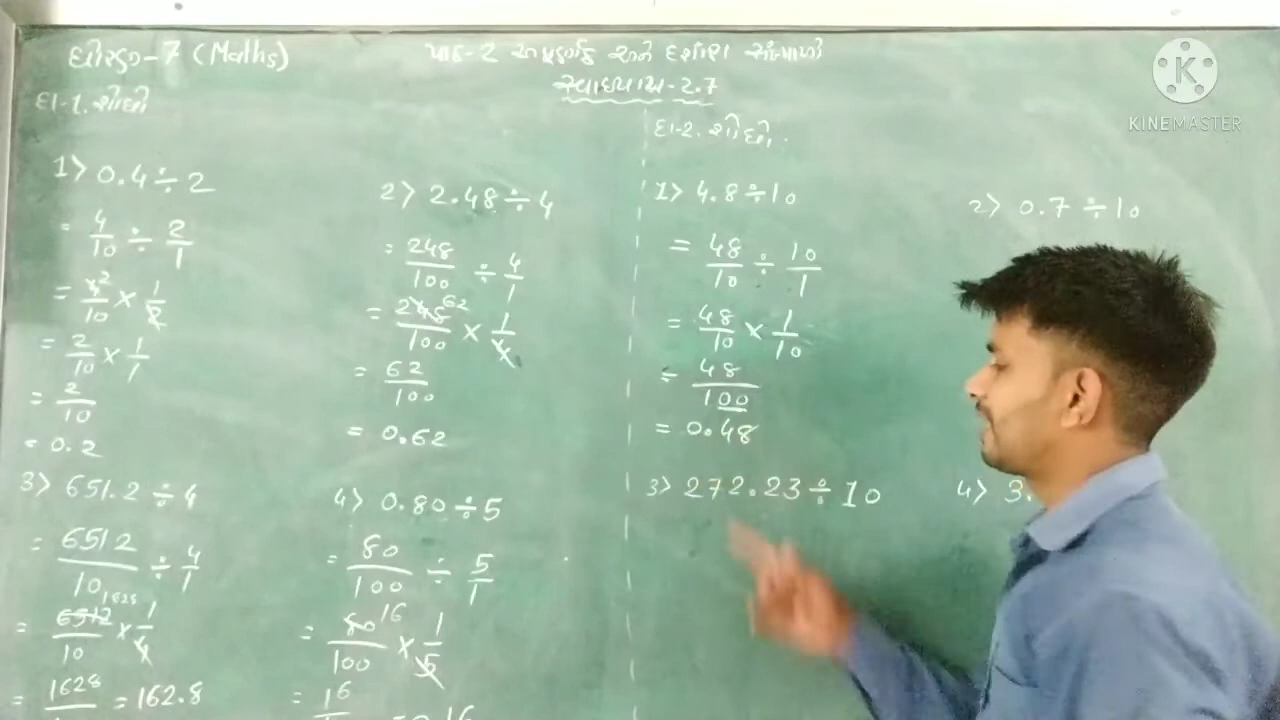 ધોરણ-7 (Maths)
પાઠ-2 અપૂર્ણાંક અને દશાંશ સંખ્યાઓ
સ્વાધ્યાય-2.7
દા-1. શોધો
1> 0.4÷2
= 4/10 ÷ 2/1
= 4² /10 × 1/2
= 2/10 × 1/1
= 2/10
= 0.2
2> 2.48÷4
= 248/100 ÷ 4/1
= 248 62/100 × 1/4
= 62/100
= 0.62
3> 651.2÷4
= 6512/10 ÷ 4/1
= 6512 1628/10 × 1/4
= 1628 = 162.8
4> 0.80÷5
= 80/100 ÷ 5/1
= 80 16/100 × 1/5
= 16
દા-2. શોધો.
1> 4.8÷10
= 48/10 ÷ 10/1
= 48/10 × 1/10
= 48/100
= 0.48
2> 0.7 ÷10
3> 272.23÷10
4> 3.
KINEMASTER